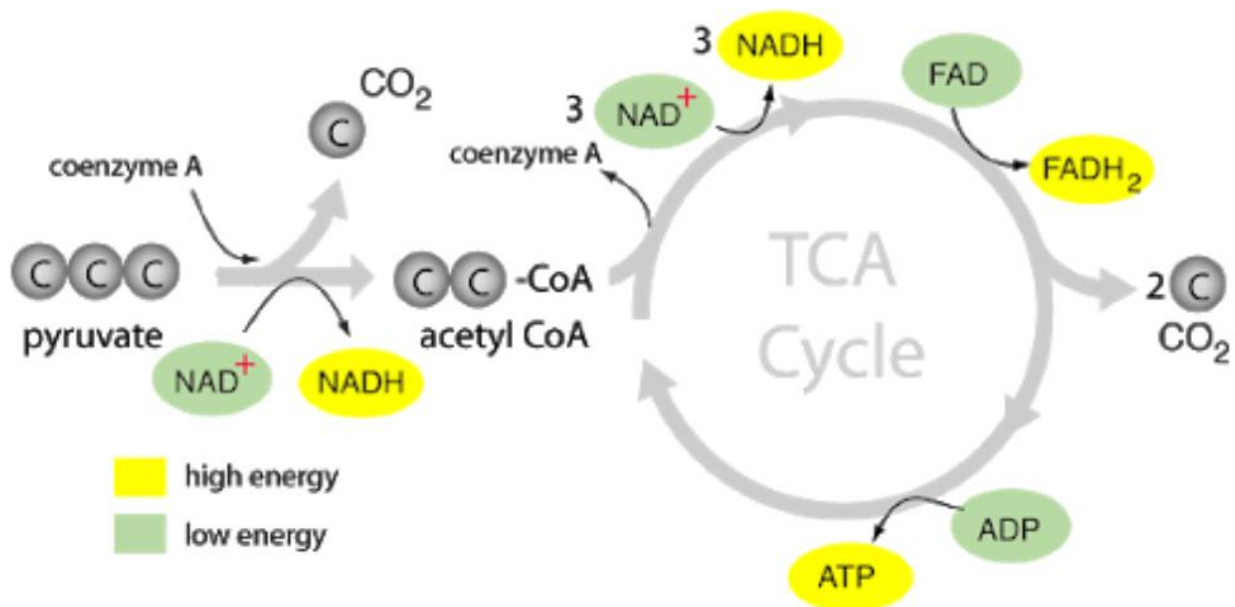 3 NADH
FAD
CO2
C
3 NAD+
coenzyme A
coenzyme A
FADH2
C C C
C C -CoA
TCA
Cycle
2 C
CO2
pyruvate
acetyl CoA
NAD+
NADH
high energy
low energy
ADP
ATP